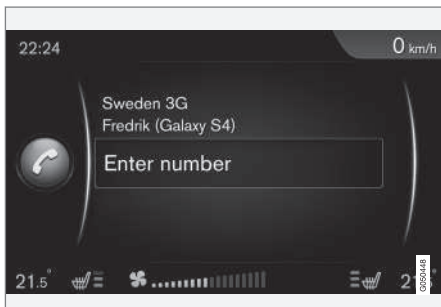 22:24
0 km/h
Sweden 3G
Fredrik (Galaxy S4)
Enter number
21.5°
G050448